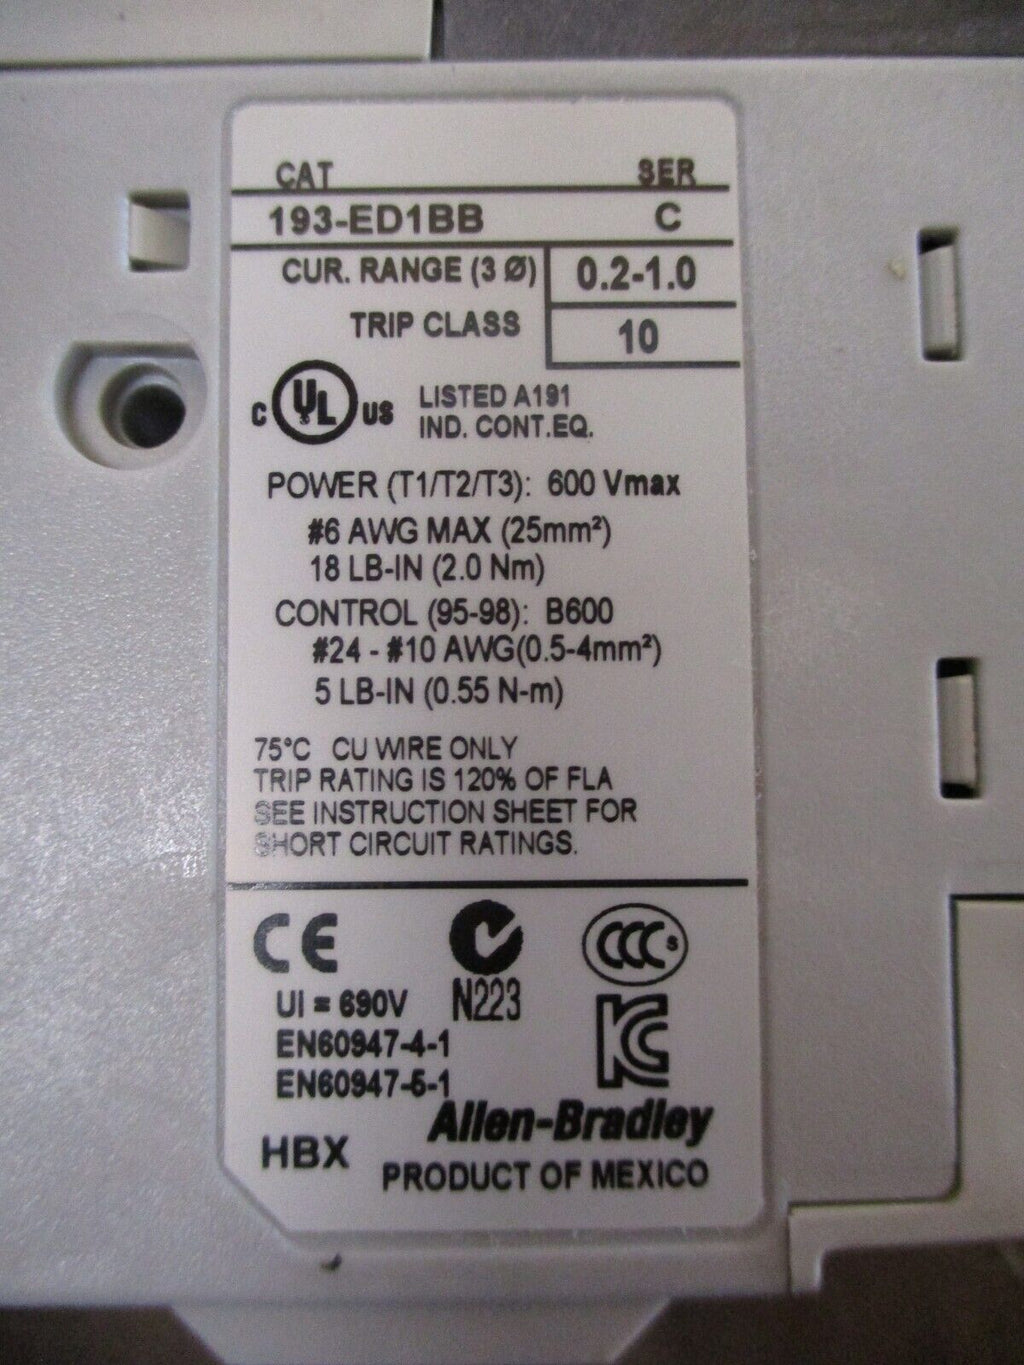 CAT SER
193-ED1BB C
CUR. RANGE (3 Ø) 0.2-1.0
TRIP CLASS 10
C UL US LISTED A191
IND. CONT.EQ.
POWER (T1/T2/T3): 600 Vmax
#6 AWG MAX (25mm²)
18 LB-IN (2.0 Nm)
CONTROL (95-98): B600
#24 - #10 AWG(0.5-4mm²)
5 LB-IN (0.55 N-m)
75°C CU WIRE ONLY
TRIP RATING IS 120% OF FLA
SEE INSTRUCTION SHEET FOR
SHORT CIRCUIT RATINGS.
CE CCC S
UI = 690V N223
EN60947-4-1 KC
EN60947-5-1
Allen-Bradley
HBX
PRODUCT OF MEXICO